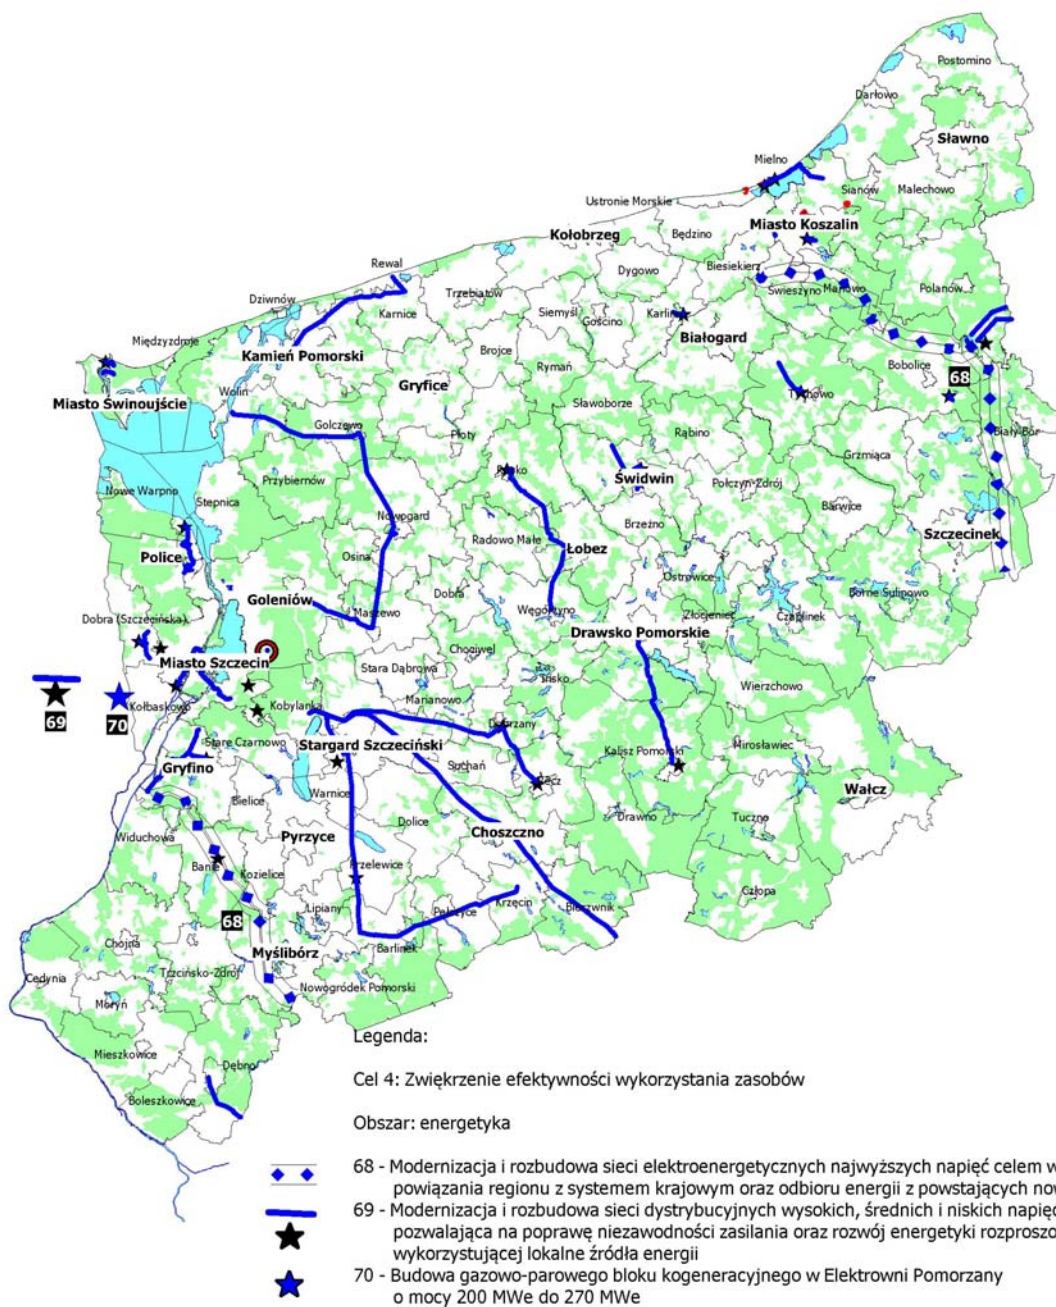 Postomino
Darłowo
Sławno
Mielno
Sianów
Malechowo
Ustronie Morskie
Miasto Koszalin
Kołobrzeg
Będzino
Rewal
Dygowo
Biesiekierz
Dziwnów
Trzebiatów
Świeszyno
Manowo
Polanów
Karnice
Siemyśl
Gościno
Karlino
Białogard
Międzyzdroje
Kamień Pomorski
Brojce
Rymań
Bobolice
Gryfice
68
Miasto Świnoujście
Wolin
Tychowo
Sławoborze
Golczewo
Płoty
Rąbino
Biały Bór
Grzmiąca
Resko
Świdwin
Przybiernów
Połczyn-Zdrój
Nowe Warpno
Stepnica
Barwice
Nowogard
Brzeżno
Szczecinek
Radowo Małe
Łobez
Police
Osina
Ostrowice
Goleniów
Dobra
Borne Sulinowo
Maszewo
Węgorzyno
Złocieniec
Czaplinek
Dobra (Szczecińska)
Drawsko Pomorskie
Chociwel
Miasto Szczecin
Stara Dąbrowa
Ińsko
Wierzchowo
Marianowo
69
70
Kołbaskowo
Kobylanka
Dobrzany
Stare Czarnowo
Stargard Szczeciński
Kalisz Pomorski
Mirosławiec
Gryfino
Suchań
Recz
Wałcz
Bielice
Warnice
Widuchowa
Pyrzyce
Dolice
Choszczno
Drawno
Tuczno
Banie
Kozielice
Przelewice
Człopa
68
Lipiany
Pełczyce
Krzęcin
Bierzwnik
Chojna
Myślibórz
Barlinek
Cedynia
Trzcińsko-Zdrój
Moryń
Nowogródek Pomorski
Mieszkowice
Dębno
Boleszkowice
Legenda:
Cel 4: Zwiękrzenie efektywności wykorzystania zasobów
Obszar: energetyka
68 - Modernizacja i rozbudowa sieci elektroenergetycznych najwyższych napięć celem
powiązania regionu z systemem krajowym oraz odbioru energii z powstających
69 - Modernizacja i rozbudowa sieci dystrybucyjnych wysokich, średnich i niskich napięć
pozwalająca na poprawę niezawodności zasilania oraz rozwój energetyki
wykorzystującej lokalne źródła energii
70 - Budowa gazowo-parowego bloku kogeneracyjnego w Elektrowni Pomorzany
o mocy 200 MWe do 270 MWe